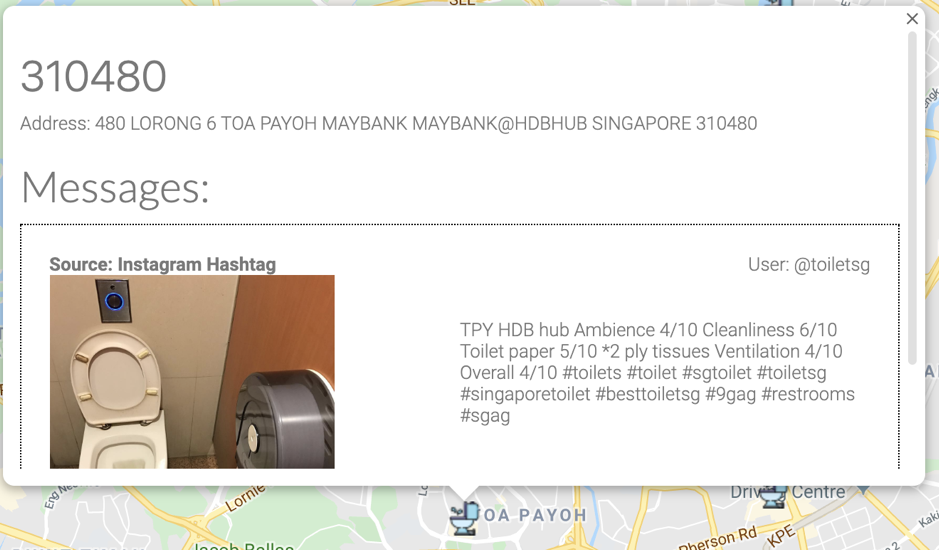 SLE
310480
Address: 480 LORONG 6 TOA PAYOH MAYBANK MAYBANK@HDBHUB SINGAPORE 310480
Messages:
Source: Instagram Hashtag
User: @toiletsg
TPY HDB hub Ambience 4/10 Cleanliness 6/10
Toilet paper 5/10 *2 ply tissues Ventilation 4/10
Overall 4/10 #toilets #toilet #sgtoilet #toiletsg
#singaporetoilet #besttoiletsg #9gag #restrooms
#sgag
Lornie
OA PAYOH
Centre
pherson Rd
KPE